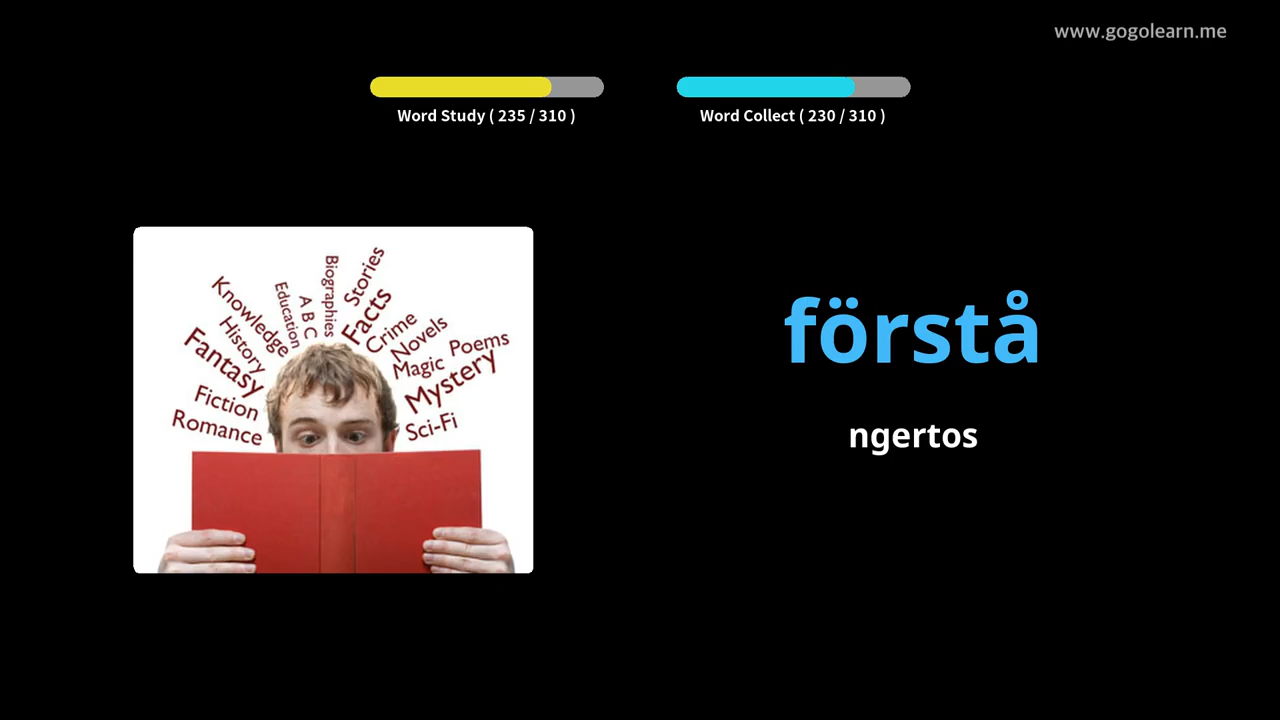 www.gogolearn.me
Word Study ( 235 / 310 )
Word Collect ( 230 / 310 )
Biographies
Stories
Education
A B C
Facts
Knowledge
Crime
History
Novels
Poems
Fantasy
Magic
Mystery
Fiction
Romance
Sci-Fi
förstå
ngertos